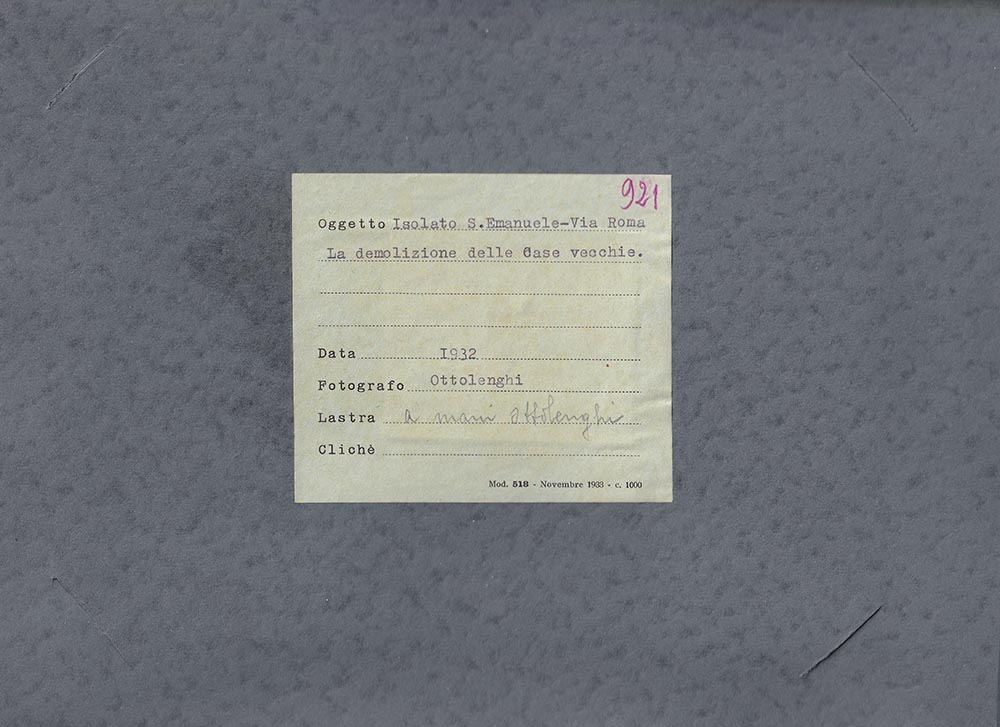 921
Oggetto Isolato S.Emanuele-Via Roma
La demolizione delle Case vecchie.
Data I932
Fotografo Ottolenghi
Lastra a mani Ottolenghi
Clichè
Mod. 518 - Novembre 1933 - c. 1000